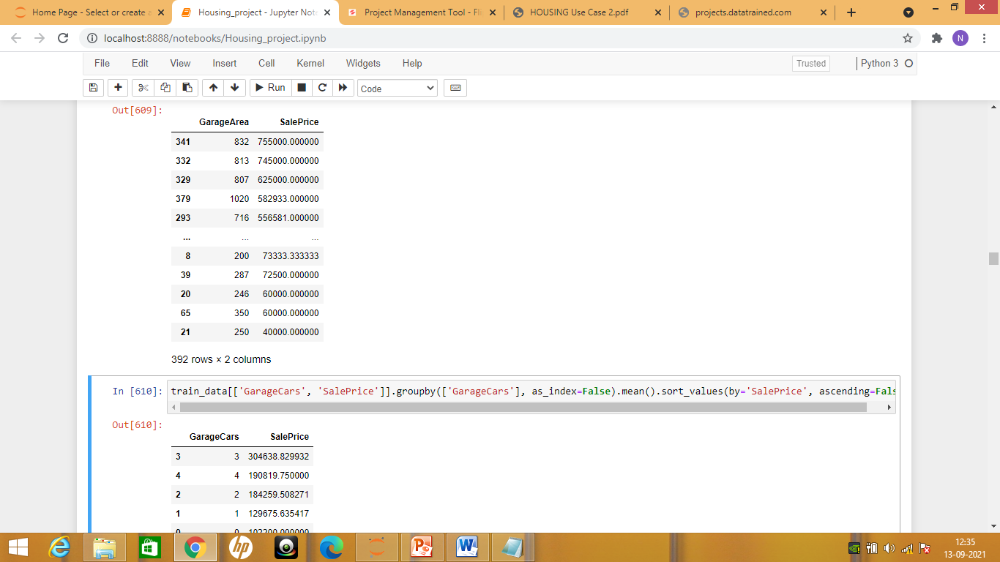 Home Page - Select or create a
Housing_project - Jupyter Note
Project Management Tool - Fli
HOUSING Use Case 2.pdf
projects.datatrained.com
localhost:8888/notebooks/Housing_project.ipynb
N
File Edit View Insert Cell Kernel Widgets Help
Trusted
Python 3
Run
Code
Out[609]:
GarageArea SalePrice
341 832 755000.000000
332 813 745000.000000
329 807 625000.000000
379 1020 582933.000000
293 716 556581.000000
... ... ...
8 200 73333.333333
39 287 72500.000000
20 246 60000.000000
65 350 60000.000000
21 250 40000.000000
392 rows × 2 columns
In [610]: train_data[['GarageCars', 'SalePrice']].groupby(['GarageCars'], as_index=False).mean().sort_values(by='SalePrice', ascending=Fals
Out[610]:
GarageCars SalePrice
3 3 304638.829932
4 4 190819.750000
2 2 184259.508271
1 1 129675.635417
0 0 103200.000000
hp
12:35
13-09-2021